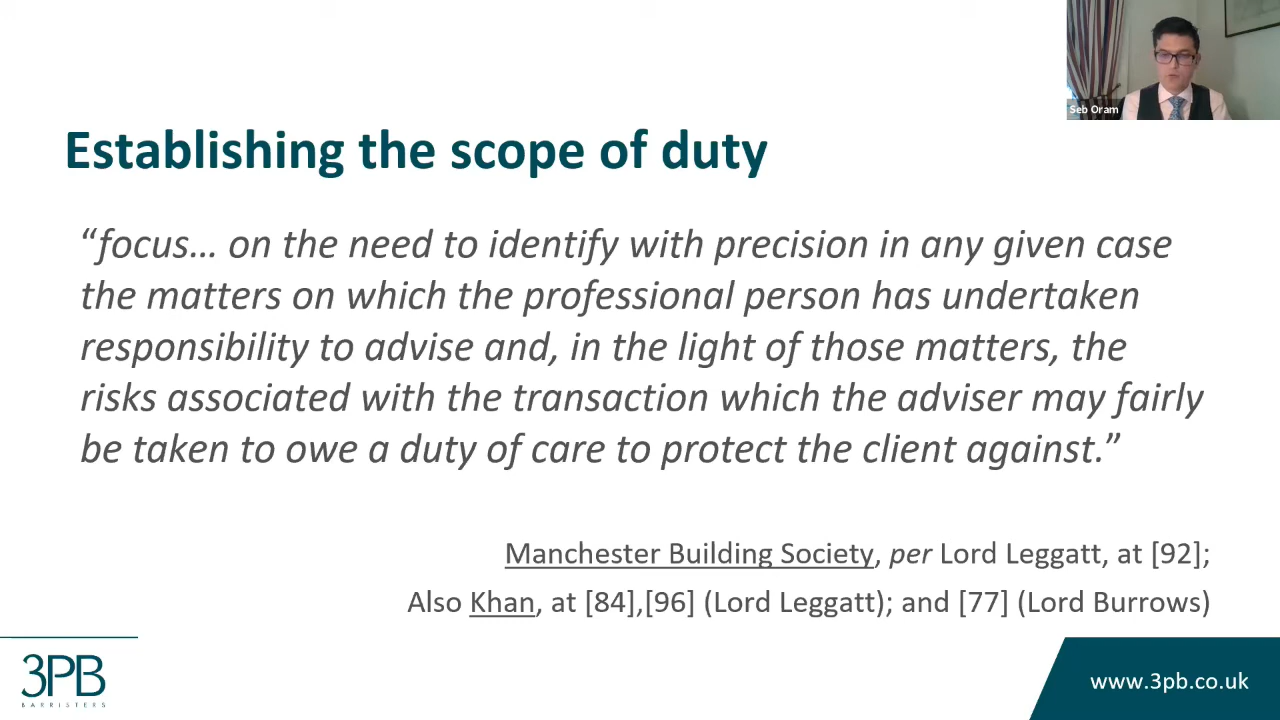 Seb Oram
Establishing the scope of duty
“focus… on the need to identify with precision in any given case
the matters on which the professional person has undertaken
responsibility to advise and, in the light of those matters, the
risks associated with the transaction which the adviser may fairly
be taken to owe a duty of care to protect the client against.”
Manchester Building Society, per Lord Leggatt, at [92];
Also Khan, at [84],[96] (Lord Leggatt); and [77] (Lord Burrows)
3PB
BARRISTERS
www.3pb.co.uk